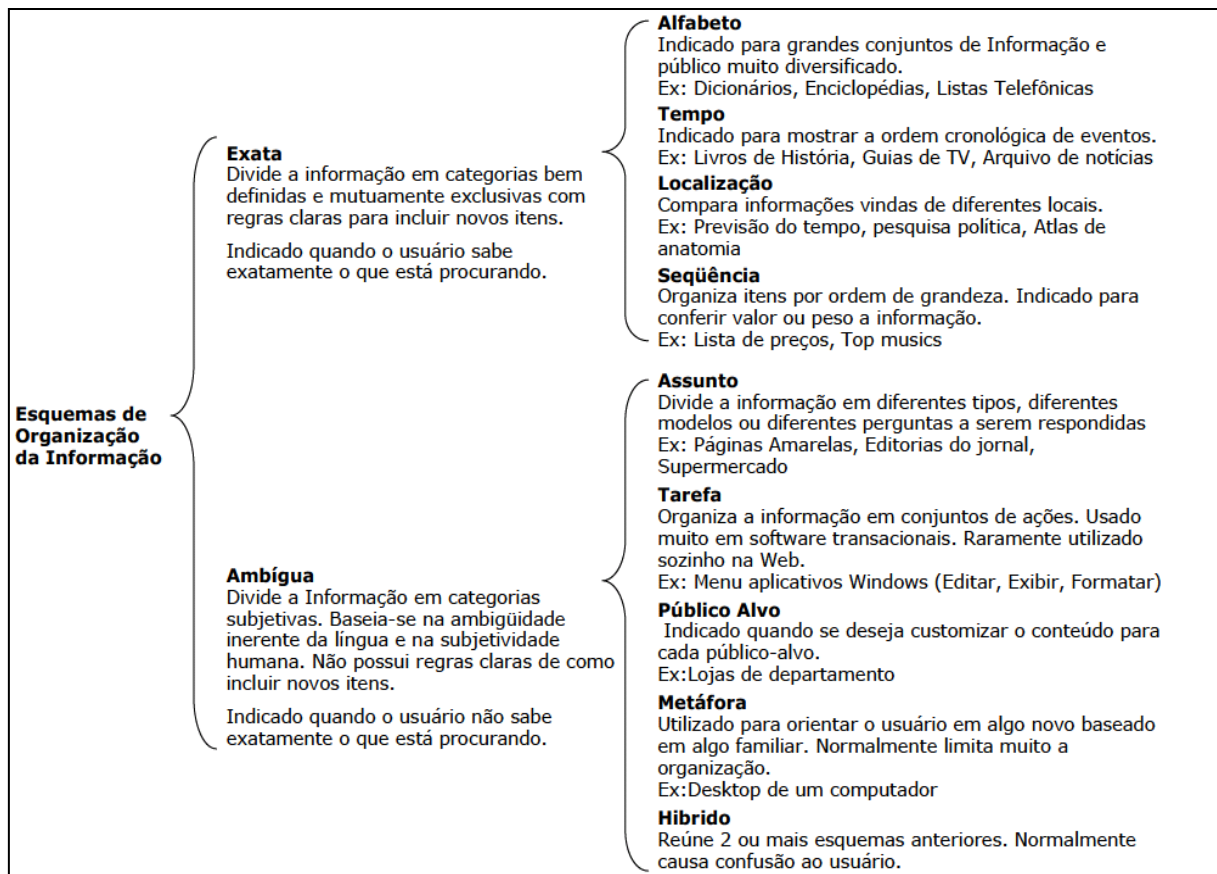 Esquemas de
Organização
da Informação
Exata
Divide a informação em categorias bem
definidas e mutuamente exclusivas com
regras claras para incluir novos itens.
Indicado quando o usuário sabe
exatamente o que está procurando.
Alfabeto
Indicado para grandes conjuntos de Informação e
público muito diversificado.
Ex: Dicionários, Enciclopédias, Listas Telefônicas
Tempo
Indicado para mostrar a ordem cronológica de eventos.
Ex: Livros de História, Guias de TV, Arquivo de notícias
Localização
Compara informações vindas de diferentes locais.
Ex: Previsão do tempo, pesquisa política, Atlas de
anatomia
Seqüência
Organiza itens por ordem de grandeza. Indicado para
conferir valor ou peso a informação.
Ex: Lista de preços, Top musics
Ambígua
Divide a Informação em categorias
subjetivas. Baseia-se na ambigüidade
inerente da língua e na subjetividade
humana. Não possui regras claras de como
incluir novos itens.
Indicado quando o usuário não sabe
exatamente o que está procurando.
Assunto
Divide a informação em diferentes tipos, diferentes
modelos ou diferentes perguntas a serem respondidas
Ex: Páginas Amarelas, Editorias do jornal,
Supermercado
Tarefa
Organiza a informação em conjuntos de ações. Usado
muito em software transacionais. Raramente utilizado
sozinho na Web.
Ex: Menu aplicativos Windows (Editar, Exibir, Formatar)
Público Alvo
Indicado quando se deseja customizar o conteúdo para
cada público-alvo.
Ex:Lojas de departamento
Metáfora
Utilizado para orientar o usuário em algo novo baseado
em algo familiar. Normalmente limita muito a
organização.
Ex:Desktop de um computador
Hibrido
Reúne 2 ou mais esquemas anteriores. Normalmente
causa confusão ao usuário.